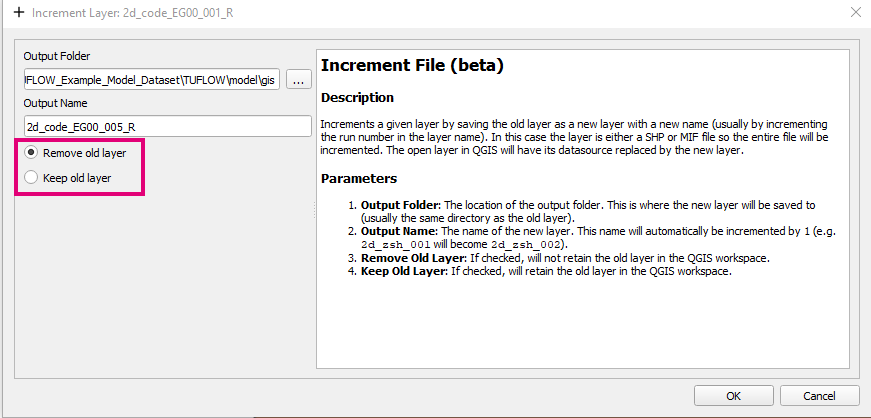 Increment Layer: 2d_code_EG00_001_R
Output Folder
UFLOW_Example_Model_Dataset\TUFLOW\model\gis
...
Output Name
2d_code_EG00_005_R
Remove old layer
Keep old layer
Increment File (beta)
Description
Increments a given layer by saving the old layer as a new layer with a new name (usually by incrementing
the run number in the layer name). In this case the layer is either a SHP or MIF file so the entire file will be
incremented. The open layer in QGIS will have its datasource replaced by the new layer.
Parameters
1. Output Folder: The location of the output folder. This is where the new layer will be saved to
(usually the same directory as the old layer).
2. Output Name: The name of the new layer. This name will automatically be incremented by 1 (e.g.
2d_zsh_001 will become 2d_zsh_002).
3. Remove Old Layer: If checked, will not retain the old layer in the QGIS workspace.
4. Keep Old Layer: If checked, will retain the old layer in the QGIS workspace.
OK
Cancel